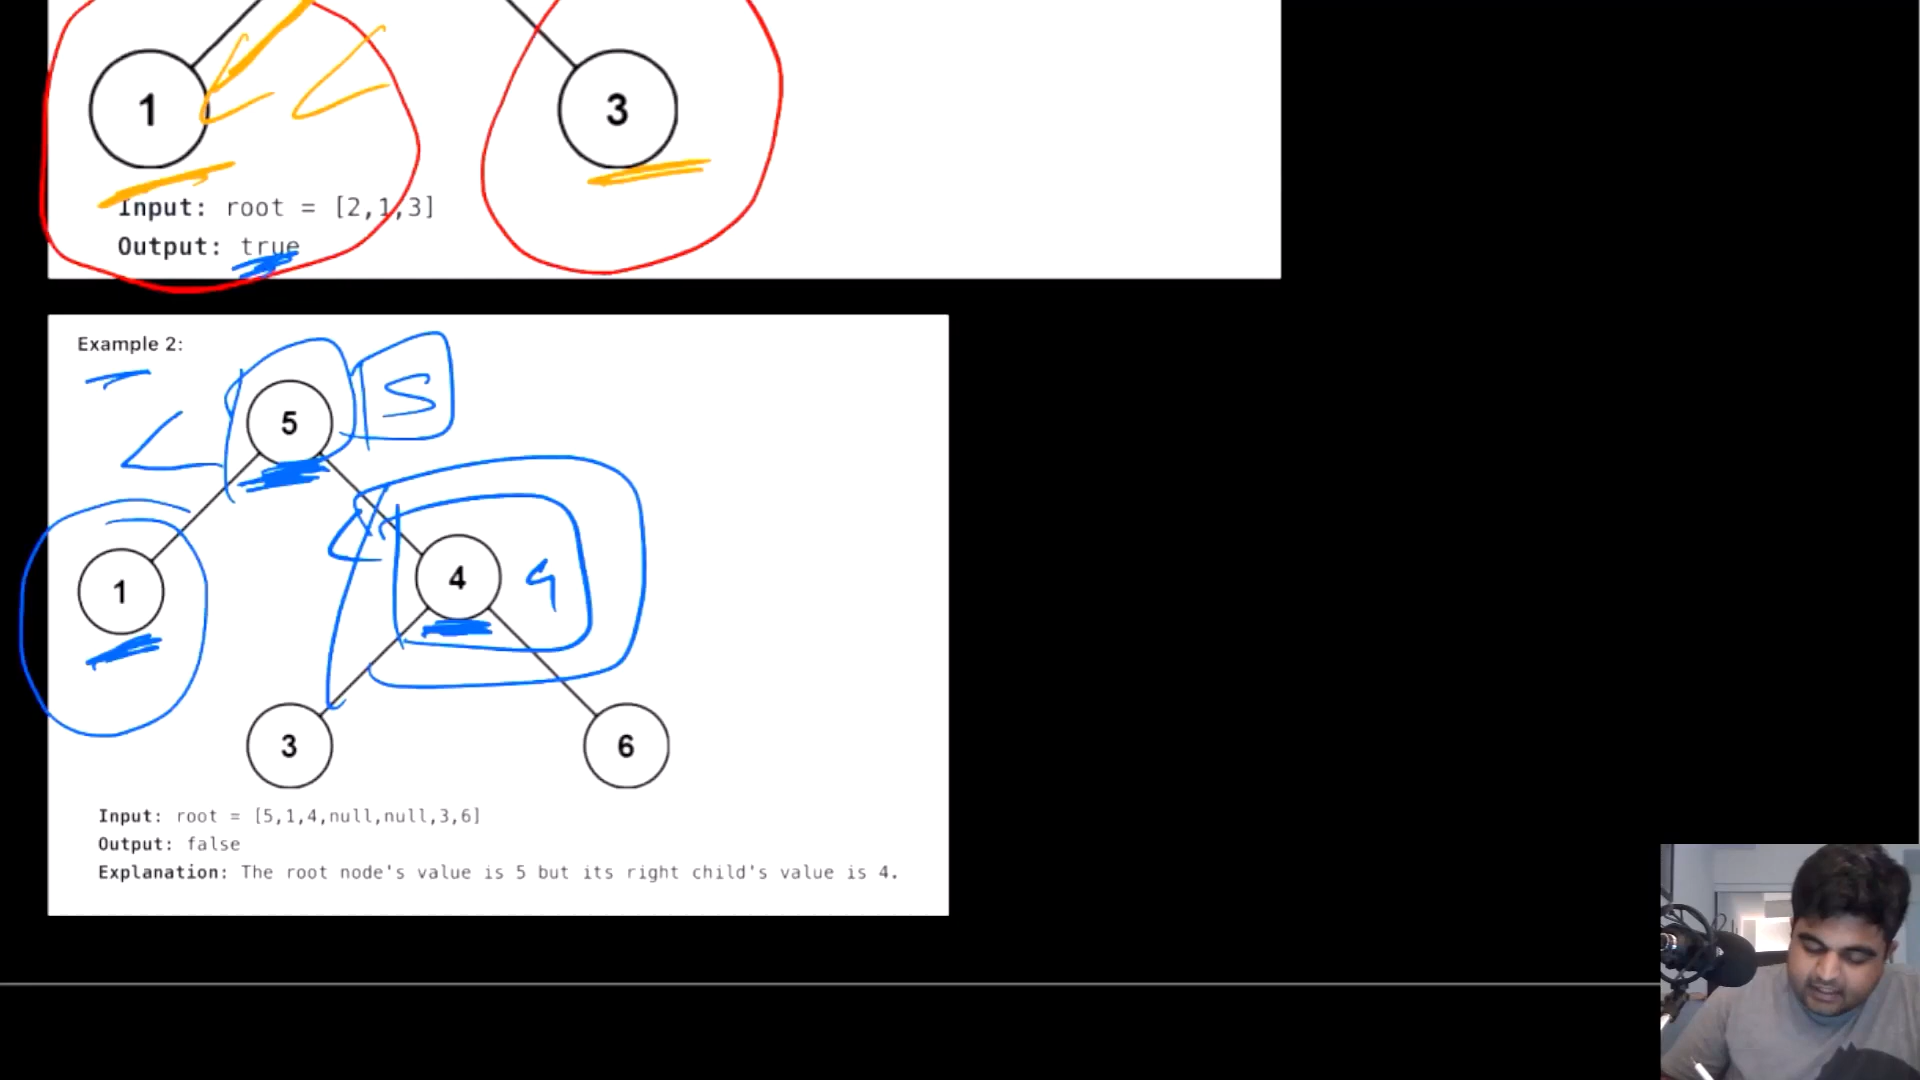 1
3
Input: root = [2,1,3]
Output: true
Example 2:
5 5
1
4 4
3
6
Input: root = [5,1,4,null,null,3,6]
Output: false
Explanation: The root node's value is 5 but its right child's value is 4.